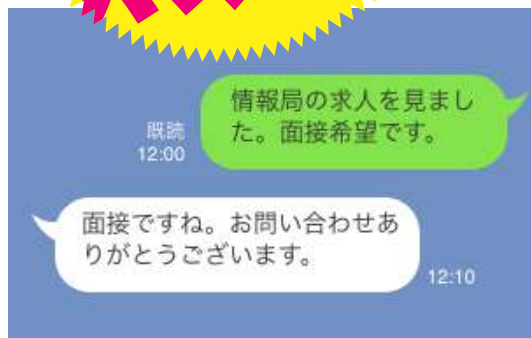 情報局の求人を見まし
た。面接希望です。
既読
12:00
面接ですね。お問い合わせあ
りがとうございます。
12:10